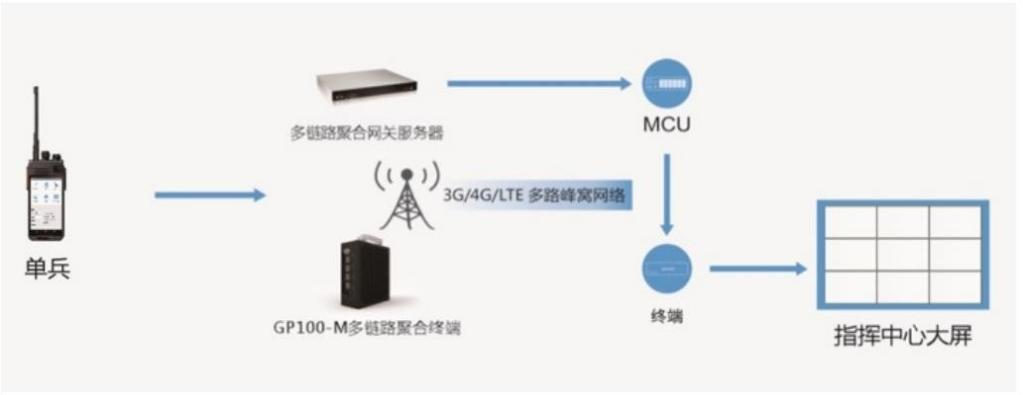 多链路聚合网关服务器
MCU
3G/4G/LTE 多路峰窝网络
单兵
GP100-M多链路聚合终端
终端
指挥中心大屏